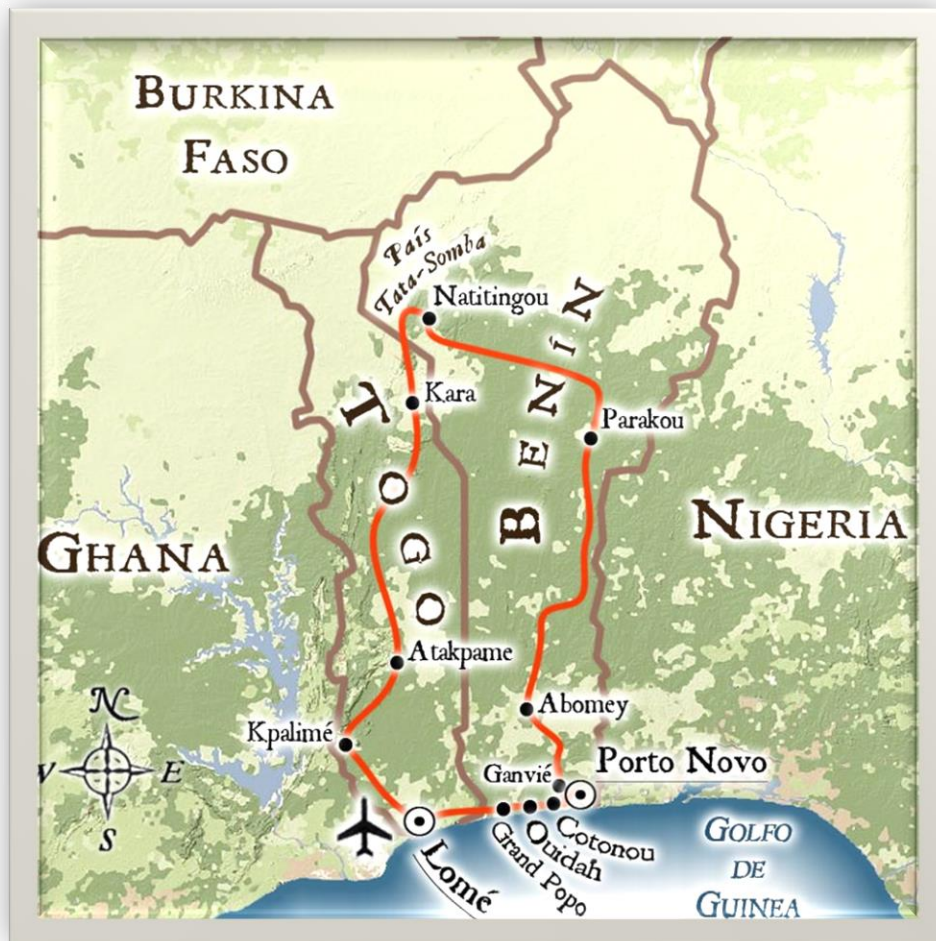 BURKINA
FASO
País
Tata-Somba
Natitingou
Kara
Parakou
TOGO
BENÍN
GHANA
NIGERIA
Atakpame
Kpalimé
Abomey
Ganvié
Porto Novo
Cotonou
Ouidah
Grand Popo
Lomé
GOLFO
DE
GUINEA
N
V
E
S